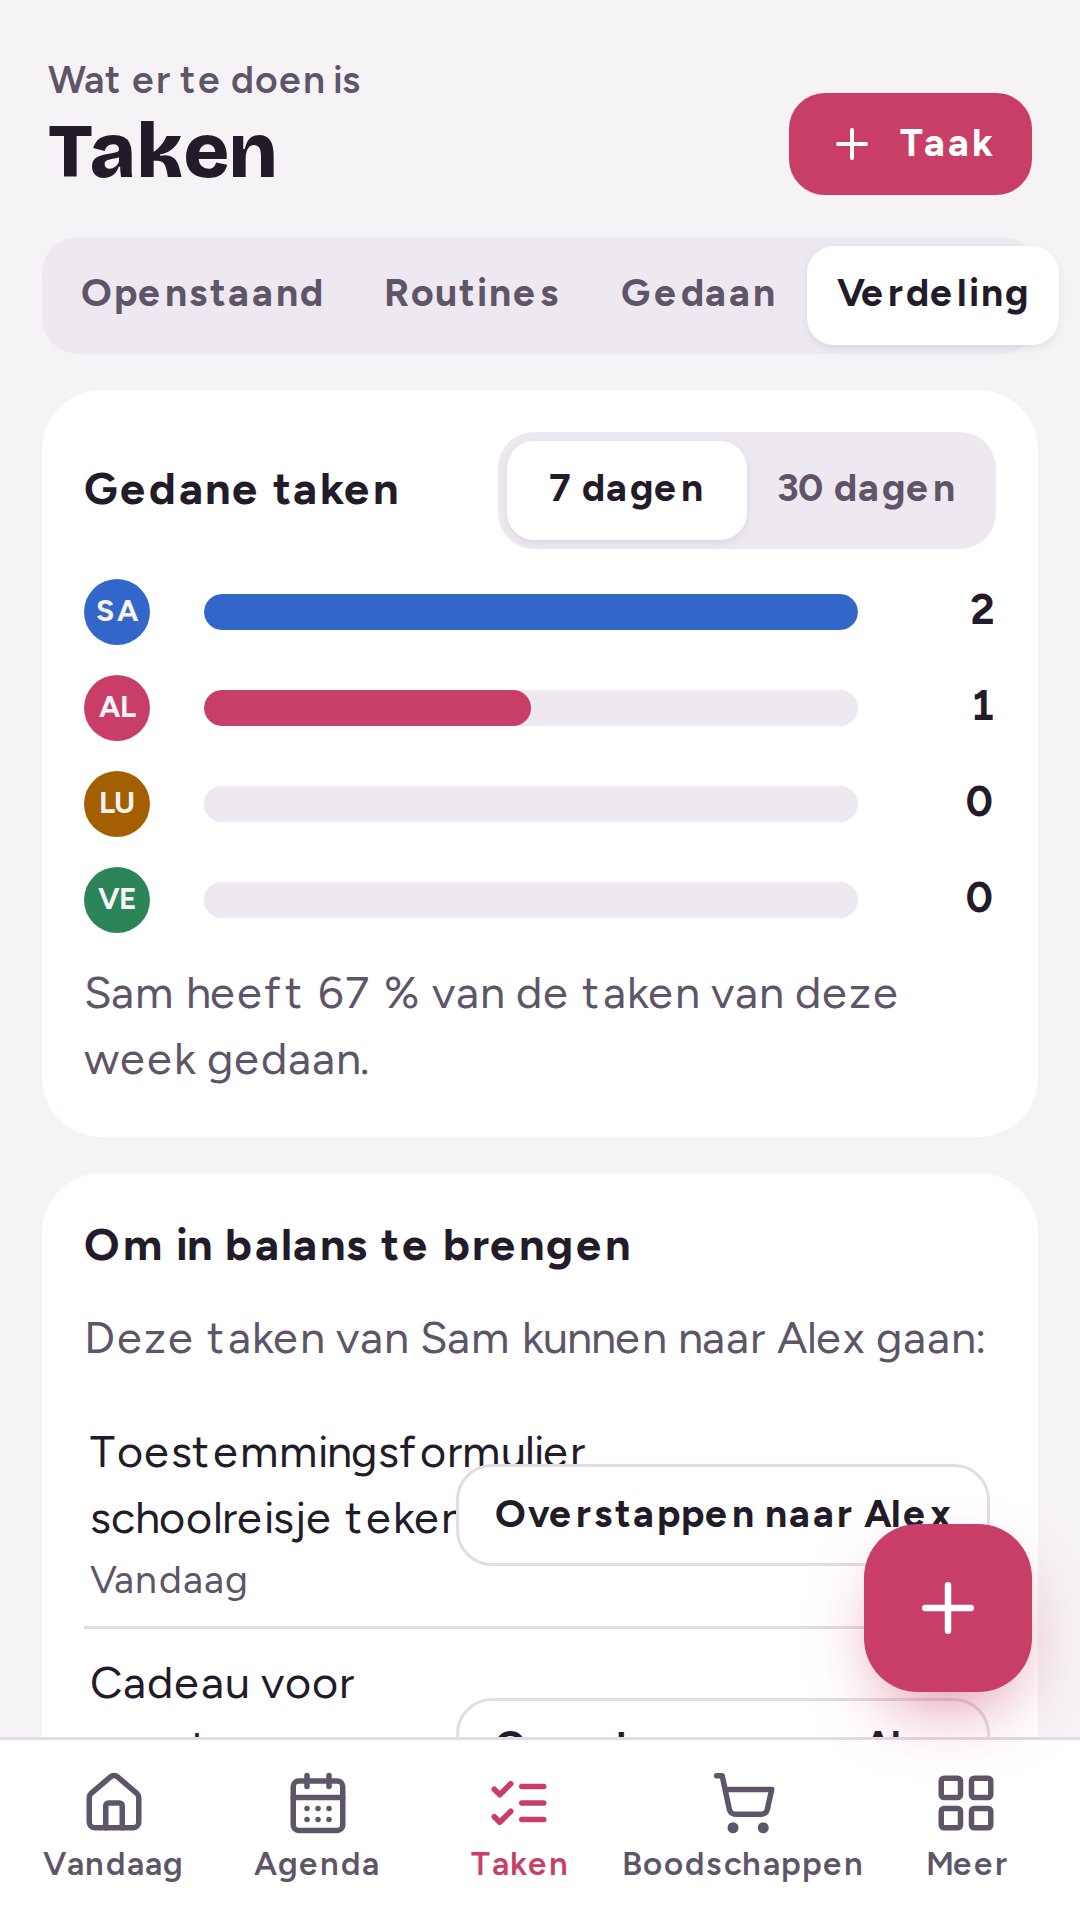 Wat er te doen is
Taken
Taak
Openstaand Routines Gedaan Verdeling
Gedane taken
7 dagen 30 dagen
SA 2
AL 1
LU 0
VE 0
Sam heeft 67 % van de taken van deze
week gedaan.
Om in balans te brengen
Deze taken van Sam kunnen naar Alex gaan:
Toestemmingsformulier
schoolreisje
Overstappen naar Alex
Vandaag
Cadeau voor
Vandaag Agenda Taken Boodschappen Meer